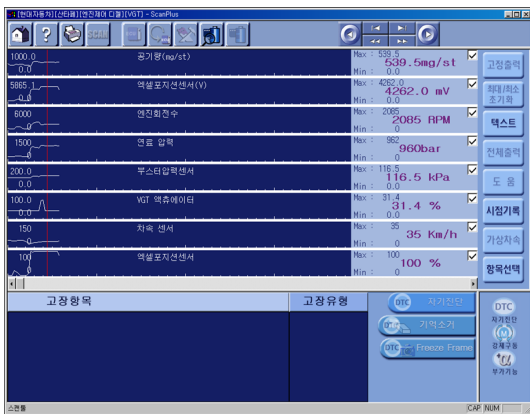 [현대자동차][산타페][엔진제어 디젤][VGT] - ScanPlus
SCAN
1000.0
0.0
공기량(mg/st)
Max : 539.5
539.5mg/st
Min : 0.0
고정출력
5865.1
0.0
엑셀포지션센서(V)
Max : 4262.0
4262.0 mV
Min : 0.0
최대/최소
초기화
6000
0
엔진회전수
Max : 2085
2085 RPM
Min : 0
텍스트
1500
0
연료 압력
Max : 962
960bar
Min : 0
전체출력
200.0
0.0
부스터압력센서
Max : 116.5
116.5 kPa
Min : 0.0
도 움
100.0
0.0
VGT 액츄에이터
Max : 31.4
31.4 %
Min : 0.0
시점기록
150
0
차속 센서
Max : 35
35 Km/h
Min : 0
가상자속
100
0
엑셀포지션센서
Max : 100
100 %
Min : 0
항목선택
고장항목
고장유형
DTC 자기진단
DTC 기억소거
DTC Freeze Frame
DTC
자기진단
M
강제구동
+α
부가기능
스캔툴
CAP NUM